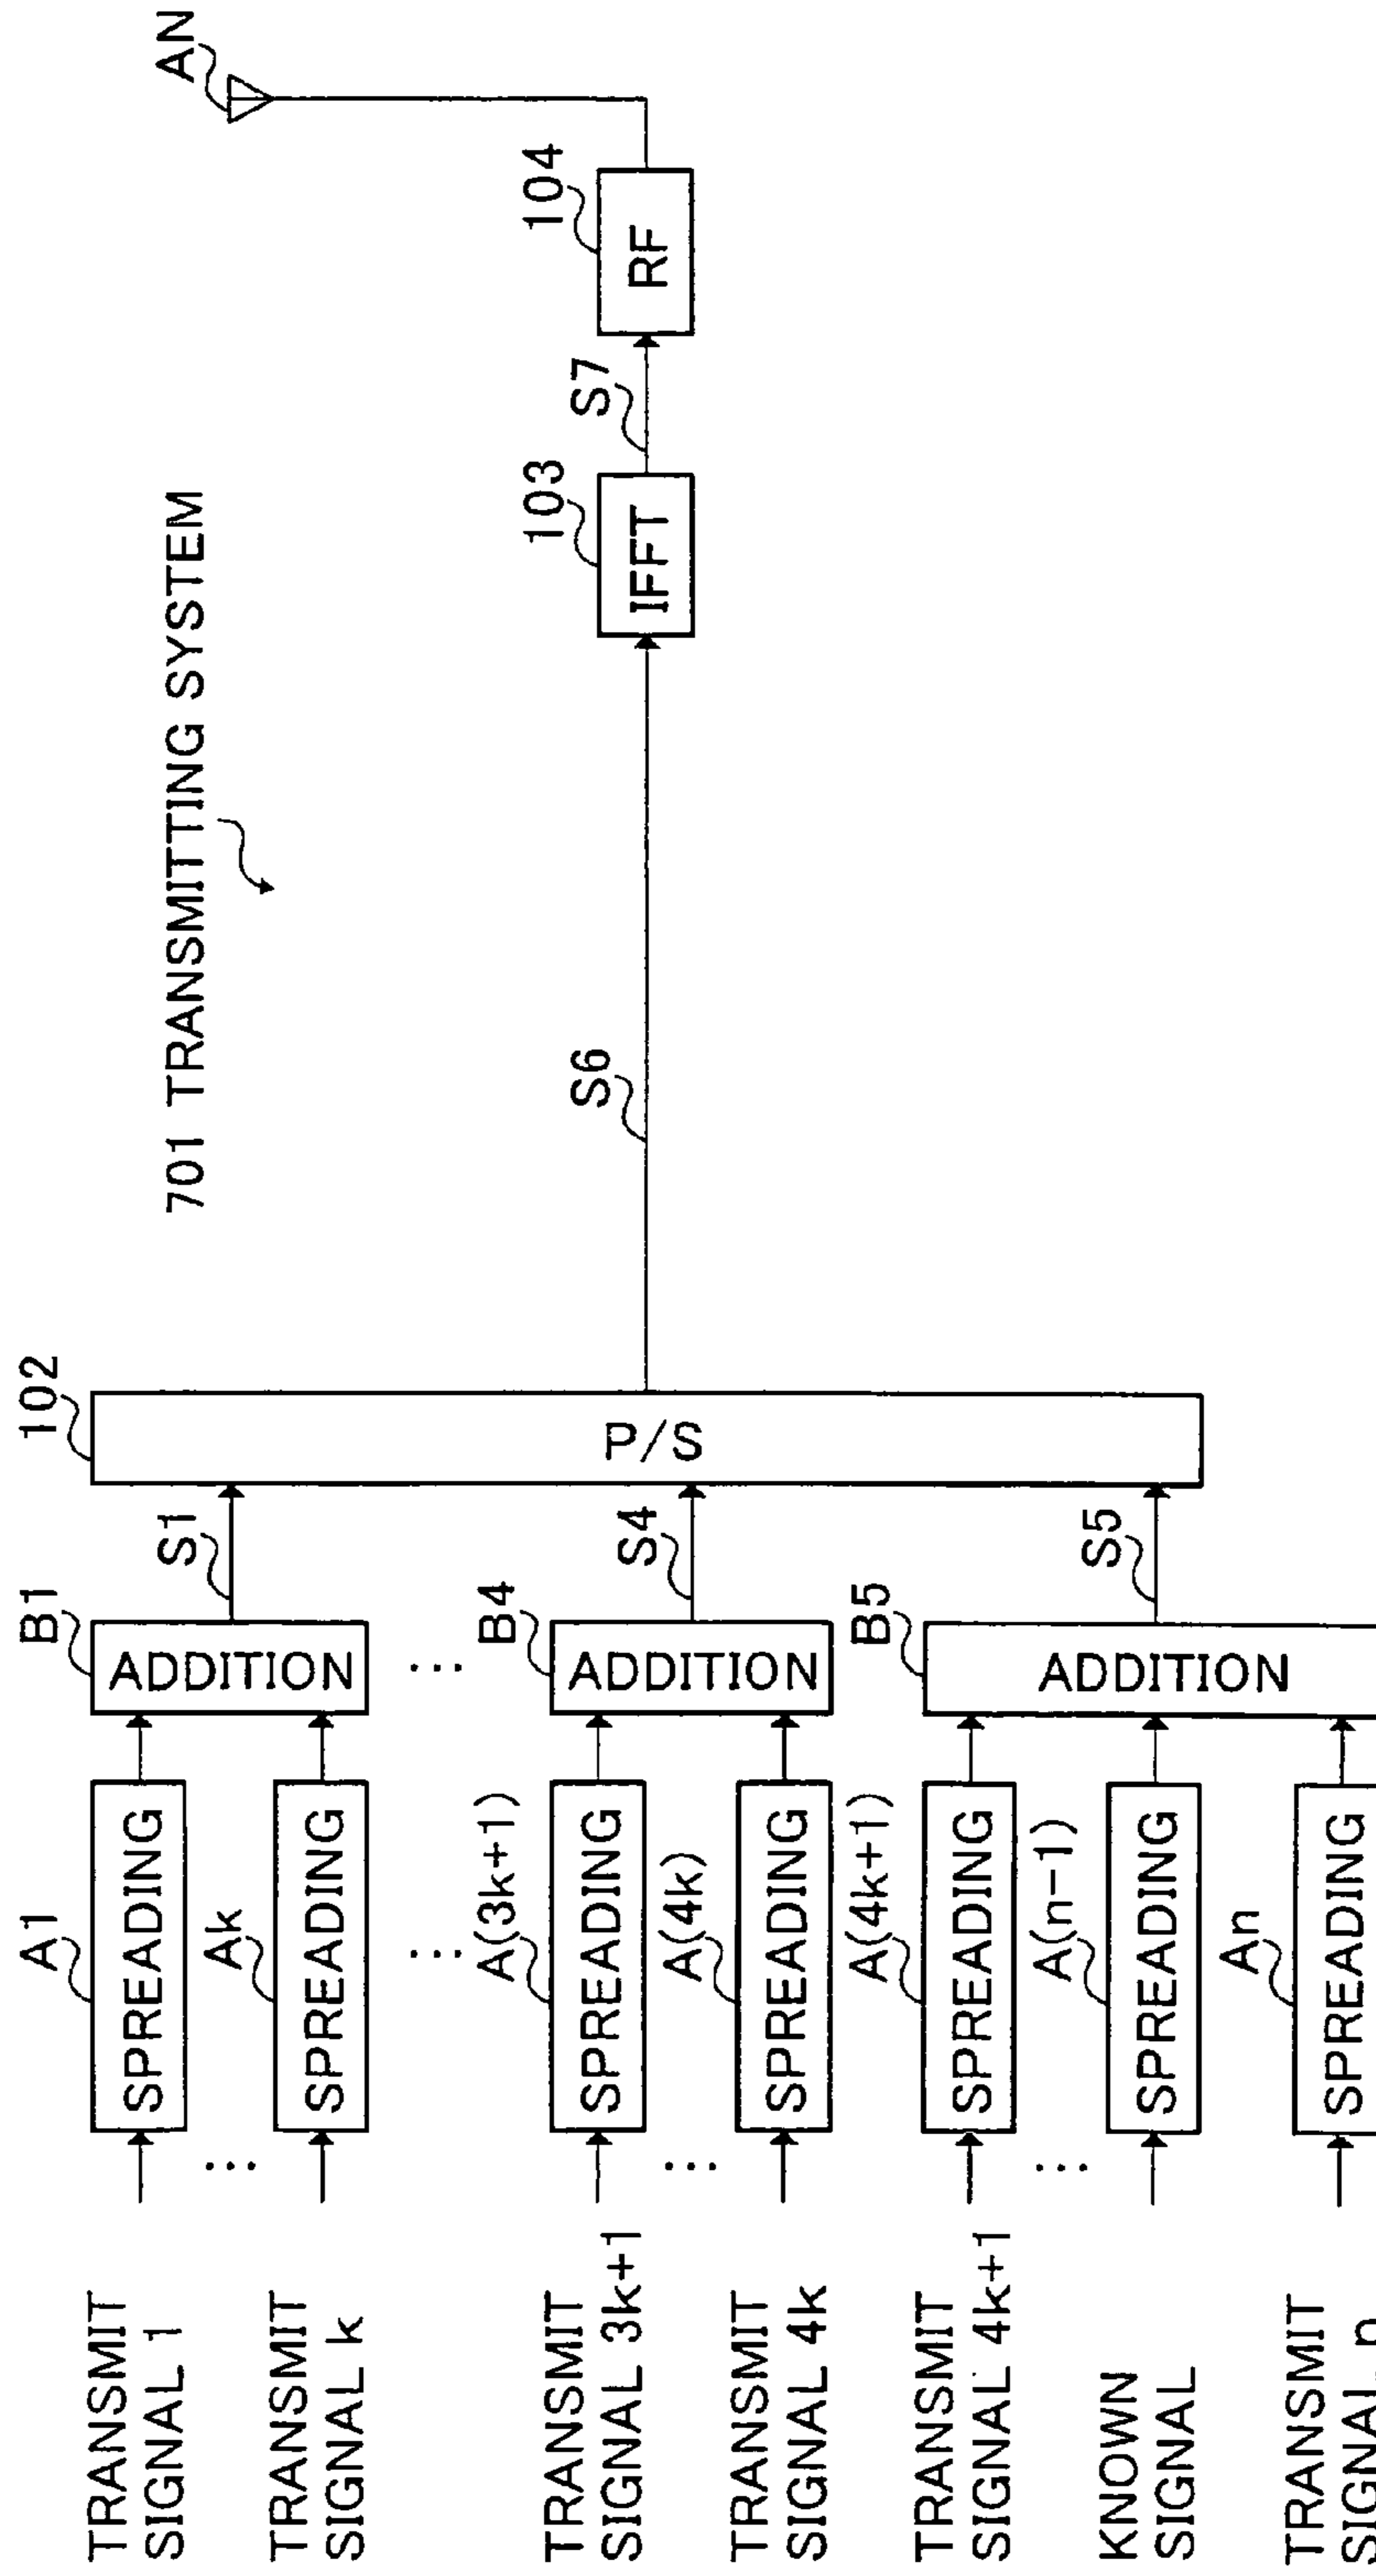 701 TRANSMITTING SYSTEM
AN
TRANSMIT
SIGNAL 1
A1
SPREADING
B1
ADDITION
S1
102
P/S
TRANSMIT
SIGNAL k
Ak
SPREADING
...
...
...
S6
103
IFFT
S7
104
RF
TRANSMIT
SIGNAL 3k+1
A(3k+1)
SPREADING
B4
ADDITION
S4
...
TRANSMIT
SIGNAL 4k
A(4k)
SPREADING
TRANSMIT
SIGNAL 4k+1
A(4k+1)
SPREADING
B5
ADDITION
S5
...
KNOWN
SIGNAL
A(n-1)
SPREADING
TRANSMIT
SIGNAL n
An
SPREADING